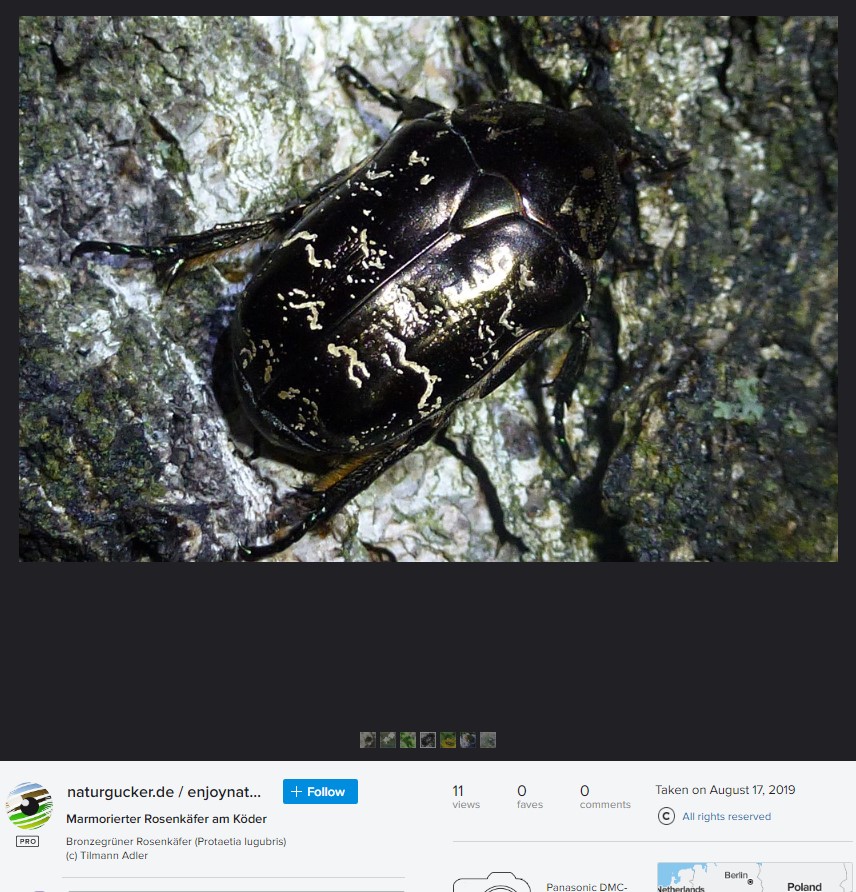 naturgucker.de / enjoynat...
+ Follow
Marmorierter Rosenkäfer am Köder
PRO
Bronzegrüner Rosenkäfer (Protaetia lugubris)
(c) Tilmann Adler
11
views
0
faves
0
comments
Taken on August 17, 2019
C All rights reserved
Panasonic DMC-
Berlin
Poland
Netherlands